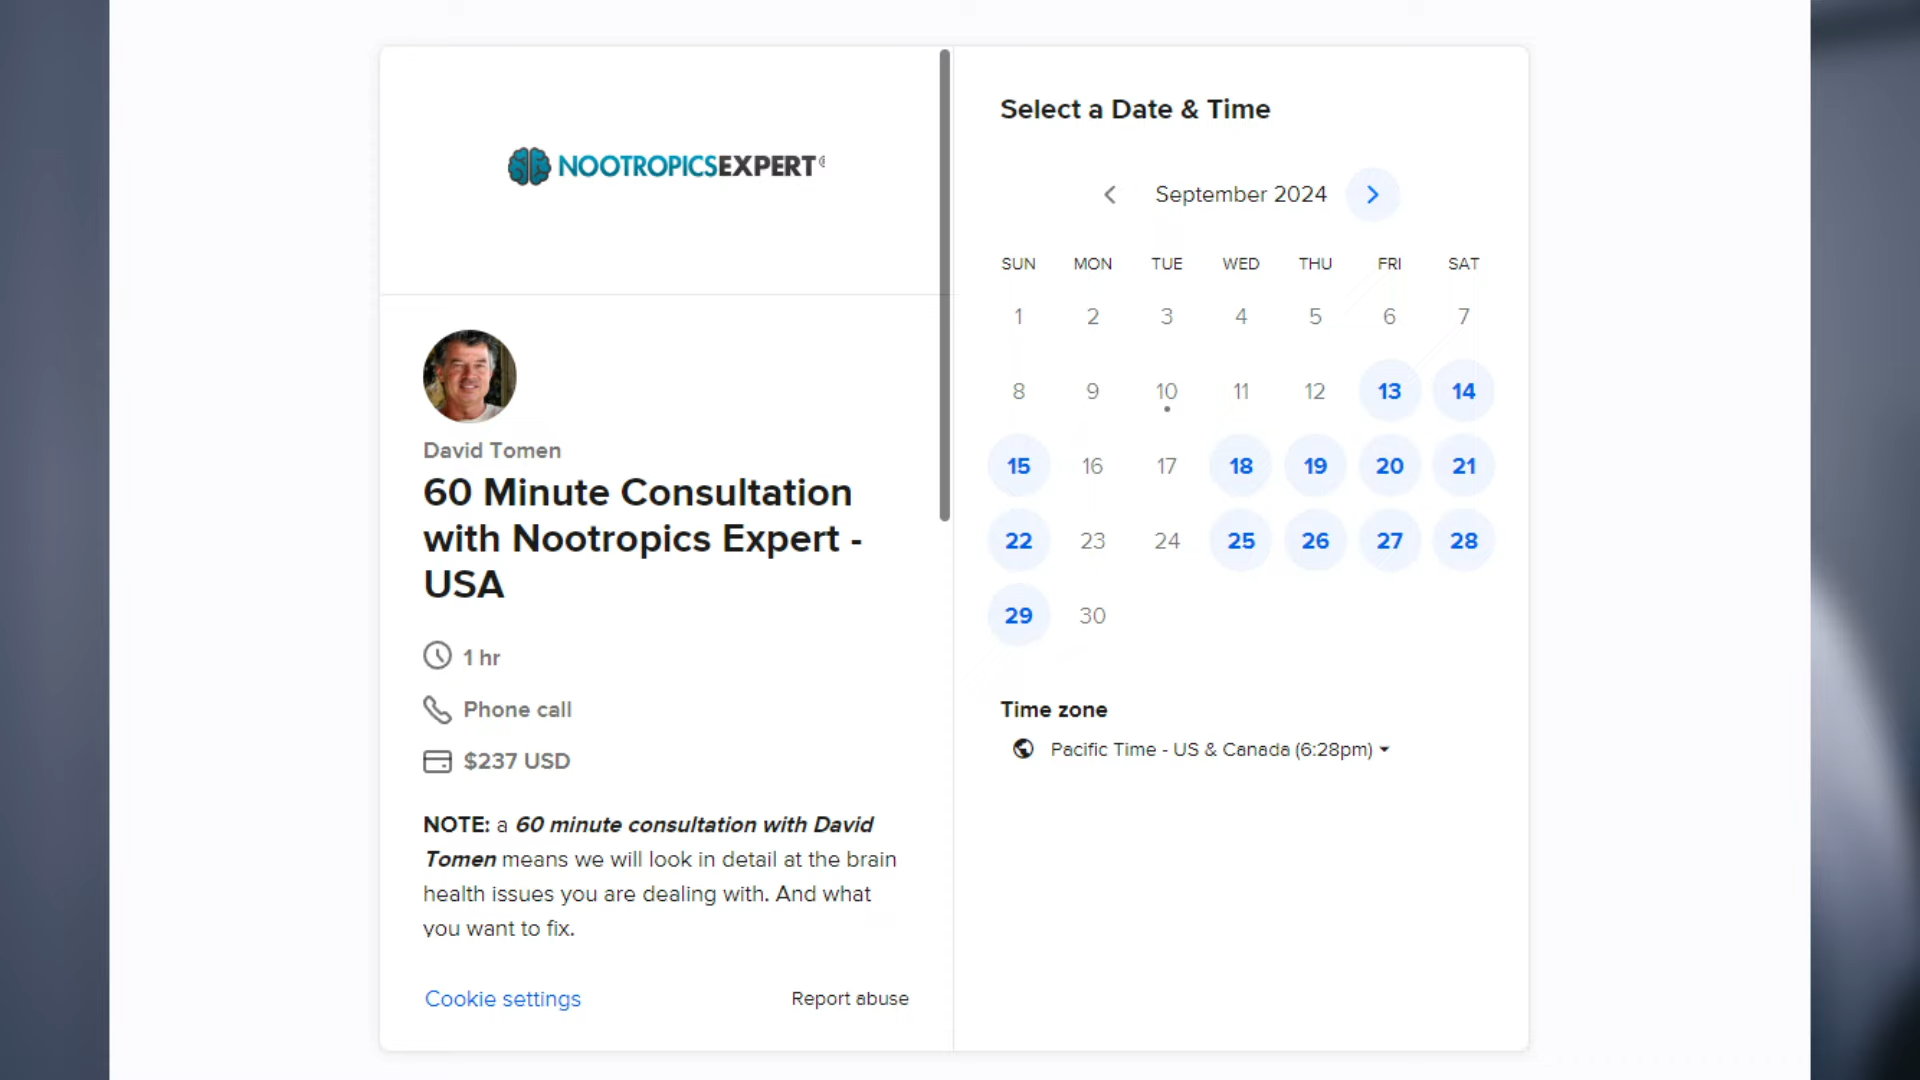 NOOTROPICSEXPERT®
David Tomen
60 Minute Consultation
with Nootropics Expert -
USA
1 hr
Phone call
$237 USD
NOTE: a 60 minute consultation with David
Tomen means we will look in detail at the brain
health issues you are dealing with. And what
you want to fix.
Cookie settings
Report abuse
Select a Date & Time
September 2024
SUN MON TUE WED THU FRI SAT
1 2 3 4 5 6 7
8 9 10 11 12 13 14
15 16 17 18 19 20 21
22 23 24 25 26 27 28
29 30
Time zone
Pacific Time - US & Canada (6:28pm)